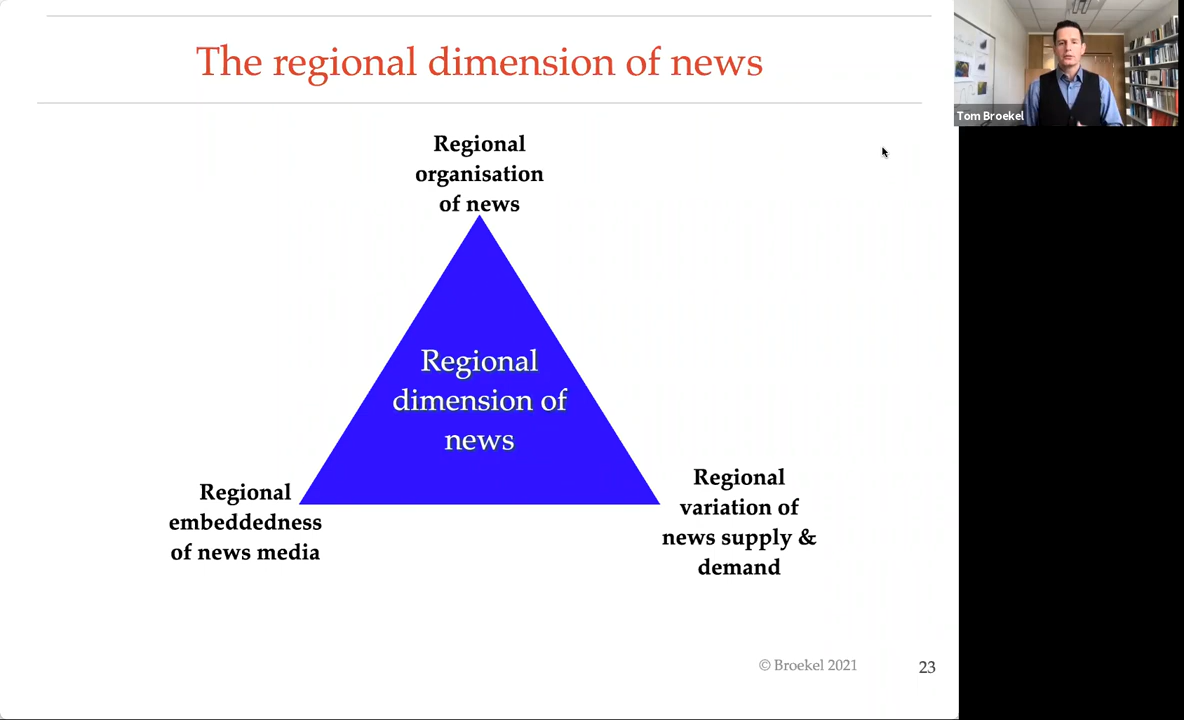 The regional dimension of news
Tom Broekel
Regional
organisation
of news
Regional
dimension of
news
Regional
embeddedness
of news media
Regional
variation of
news supply &
demand
© Broekel 2021
23